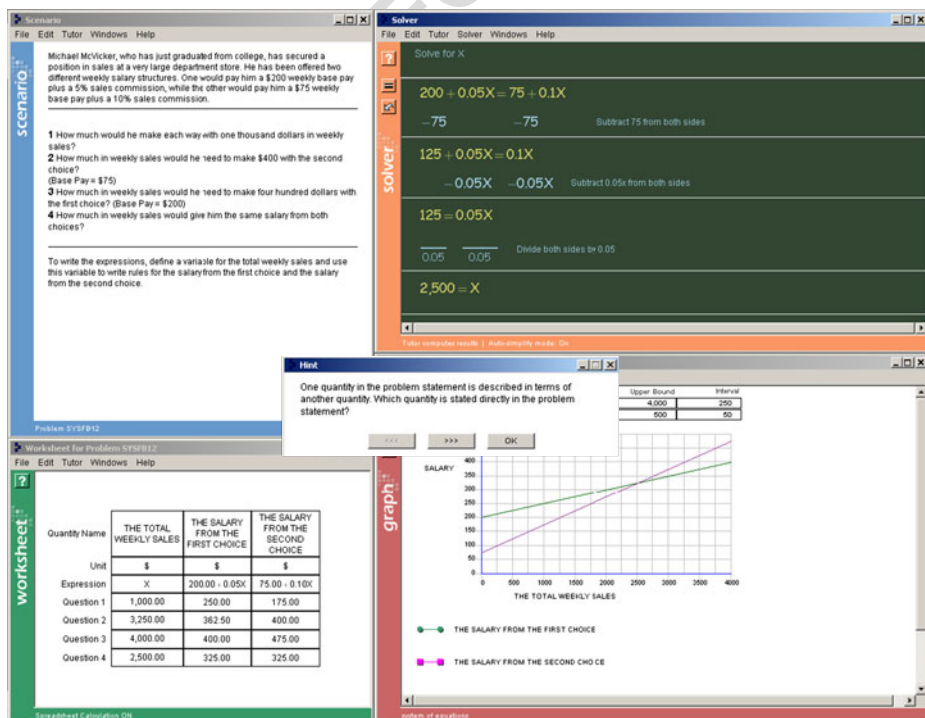 Scenario
File Edit Tutor Windows Help
scenario
Michael McVicker, who has just graduated from college, has secured a
position in sales at a very large department store. He has been offered two
different weekly salary structures. One would pay him a $200 weekly base pay
plus a 5% sales commission, while the other would pay him a $75 weekly
base pay plus a 10% sales commission.
1 How much would he make each way with one thousand dollars in weekly
sales?
2 How much in weekly sales would he need to make $400 with the second
choice?
(Base Pay = $75)
3 How much in weekly sales would he need to make four hundred dollars with
the first choice? (Base Pay = $200)
4 How much in weekly sales would give him the same salary from both
choices?
To write the expressions, define a variable for the total weekly sales and use
this variable to write rules for the salary from the first choice and the salary
from the second choice.
Problem SYSFB12
Solver
File Edit Tutor Solver Windows Help
solver
Solve for X
200 + 0.05X = 75 + 0.1X
-75 -75 Subtract 75 from both sides
125 + 0.05X = 0.1X
-0.05X -0.05X Subtract 0.05x from both sides
125 = 0.05X
0.05 0.05 Divide both sides by 0.05
2,500 = X
Tutor computes results | Auto-simplify mode: On
Hint
One quantity in the problem statement is described in terms of
another quantity. Which quantity is stated directly in the problem
statement?
<<< >>> OK
Worksheet for Problem SYSFB12
File Edit Tutor Windows Help
worksheet
Quantity Name THE TOTAL WEEKLY SALES THE SALARY FROM THE FIRST CHOICE THE SALARY FROM THE SECOND CHOICE
Unit $ $ $
Expression X 200.00 + 0.05X 75.00 + 0.10X
Question 1 1,000.00 250.00 175.00
Question 2 3,250.00 362.50 400.00
Question 3 4,000.00 400.00 475.00
Question 4 2,500.00 325.00 325.00
Spreadsheet Calculation ON
graph
Upper Bound Interval
4,000 250
500 50
SALARY
400
350
300
250
200
150
100
50
0
0 500 1000 1500 2000 2500 3000 3500 4000
THE TOTAL WEEKLY SALES
THE SALARY FROM THE FIRST CHOICE
THE SALARY FROM THE SECOND CHOICE
system of equations